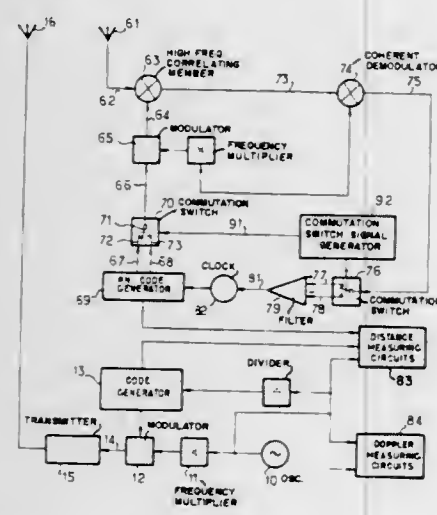 16
61
63
HIGH FREQ.
CORRELATING
MEMBER
62
64
73
COHERENT
DEMODULATOR
74
75
65
MODULATOR
FREQUENCY
MULTIPLIER
66
70
COMMUTATION
SWITCH
71
72
73
67
68
91
92
COMMUTATION
SWITCH SIGNAL
GENERATOR
CLOCK
81
82
77
78
79
FILTER
76
COMMUTATION
SWITCH
69
P.N. CODE
GENERATOR
DISTANCE
MEASURING
CIRCUITS
83
13
CODE
GENERATOR
DIVIDER
÷
TRANSMITTER
15
14
MODULATOR
12
11
FREQUENCY
MULTIPLIER
10
OSC.
84
DOPPLER
MEASURING
CIRCUITS